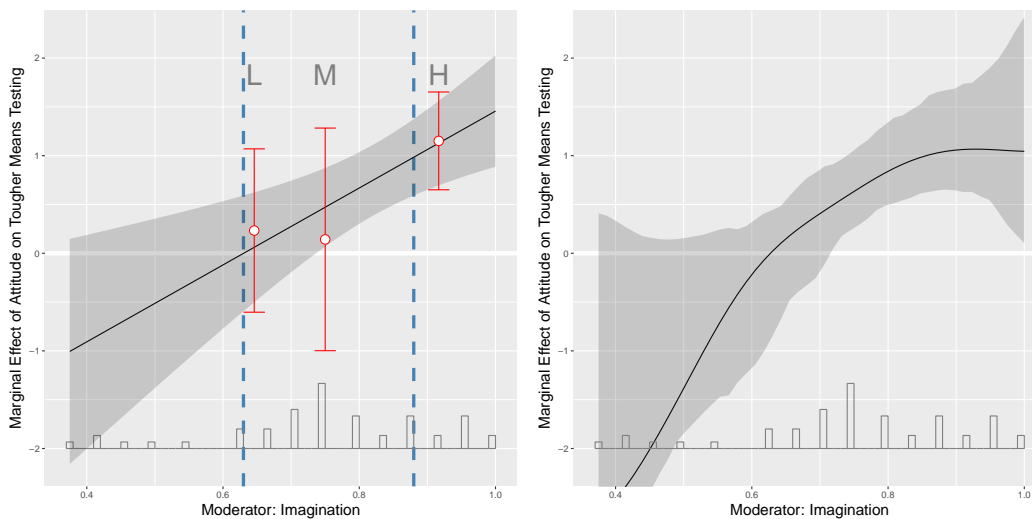 Marginal Effect of Attitude on Tougher Means Testing
2
1
0
−1
−2
L
M
H
0.4
0.6
0.8
1.0
Moderator: Imagination
Marginal Effect of Attitude on Tougher Means Testing
2
1
0
−1
−2
0.4
0.6
0.8
1.0
Moderator: Imagination